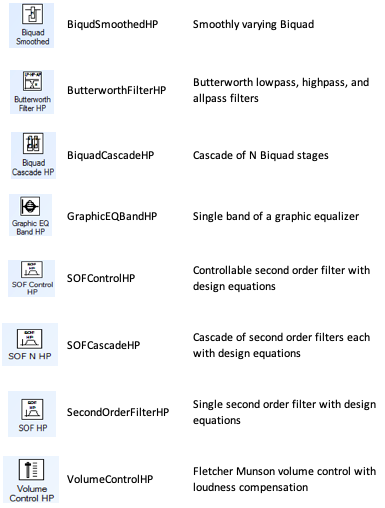 Biquad
Smoothed
BiqudSmoothedHP
Smoothly varying Biquad
Butterworth
Filter HP
ButterworthFilterHP
Butterworth lowpass, highpass, and
allpass filters
Biquad
Cascade HP
BiquadCascadeHP
Cascade of N Biquad stages
Graphic EQ
Band HP
GraphicEQBandHP
Single band of a graphic equalizer
SOF Control
HP
SOFControlHP
Controllable second order filter with
design equations
SOF N HP
SOFCascadeHP
Cascade of second order filters each
with design equations
SOF HP
SecondOrderFilterHP
Single second order filter with design
equations
Volume
Control HP
VolumeControlHP
Fletcher Munson volume control with
loudness compensation